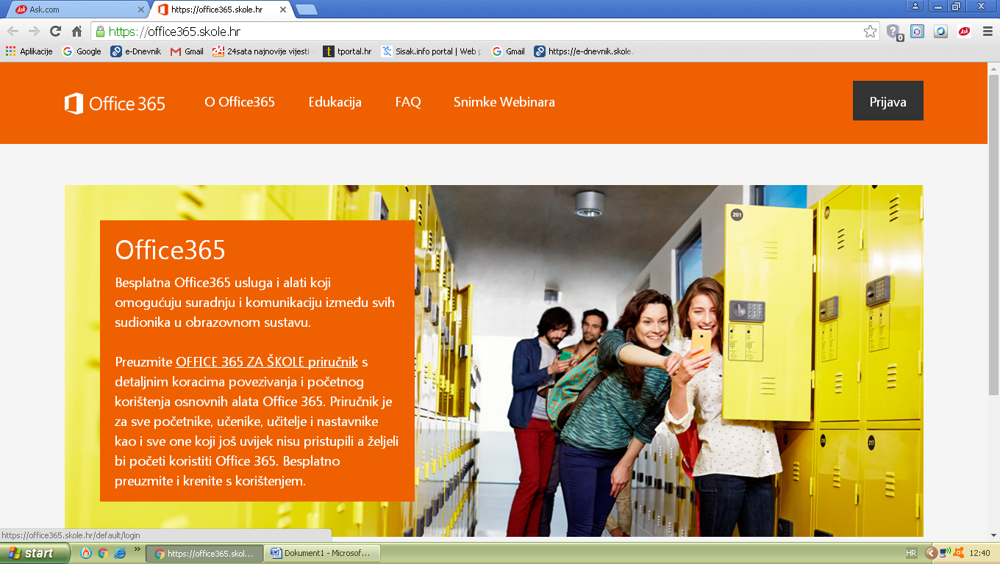 Ask.com
https://office365.skole.hr
https://office365.skole.hr
0
Ask
Aplikacije
Google
e-Dnevnik
Gmail
24sata najnovije vijesti
tportal.hr
Sisak.info portal | Web p
Gmail
https://e-dnevnik.skole.
Office 365
O Office365
Edukacija
FAQ
Snimke Webinara
Prijava
Office365
Besplatna Office365 usluga i alati koji
omogućuju suradnju i komunikaciju između svih
sudionika u obrazovnom sustavu.
Preuzmite OFFICE 365 ZA ŠKOLE priručnik s
detaljnim koracima povezivanja i početnog
korištenja osnovnih alata Office 365. Priručnik je
za sve početnike, učenike, učitelje i nastavnike
kao i sve one koji još uvijek nisu pristupili a željeli
bi početi koristiti Office 365. Besplatno
preuzmite i krenite s korištenjem.
201
217
https://office365.skole.hr/default/login
start
https://office365.skol...
Dokument1 - Microsof...
HR
12:40